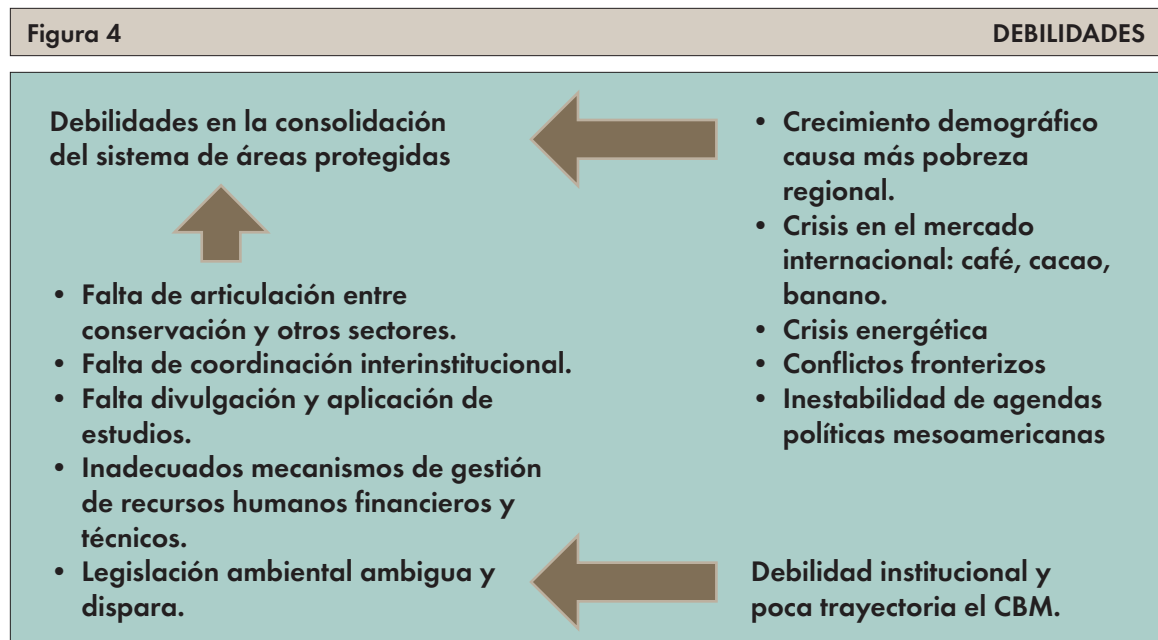 Figura 4
DEBILIDADES
Debilidades en la consolidación
del sistema de áreas protegidas
• Falta de articulación entre
conservación y otros sectores.
• Falta de coordinación interinstitucional.
• Falta divulgación y aplicación de
estudios.
• Inadecuados mecanismos de gestión
de recursos humanos financieros y
técnicos.
• Legislación ambiental ambigua y
dispara.
• Crecimiento demográfico
causa más pobreza
regional.
• Crisis en el mercado
internacional: café, cacao,
banano.
• Crisis energética
• Conflictos fronterizos
• Inestabilidad de agendas
políticas mesoamericanas
Debilidad institucional y
poca trayectoria el CBM.